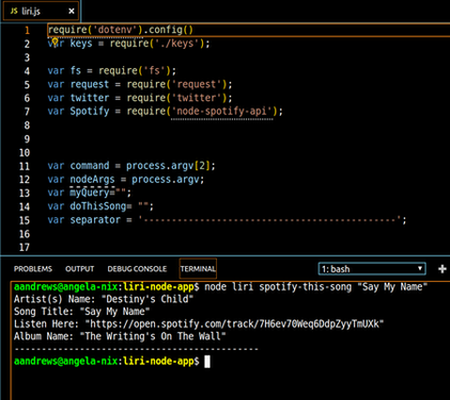 JS liri.js ×
1 require('dotenv').config()
2 var keys = require('./keys');
3
4 var fs = require('fs');
5 var request = require('request');
6 var twitter = require('twitter');
7 var Spotify = require('node-spotify-api');
8
9
10
11 var command = process.argv[2];
12 var nodeArgs = process.argv;
13 var myQuery="";
14 var doThisSong= "";
15 var separator = '------------------------------------------';
16
17
PROBLEMS OUTPUT DEBUG CONSOLE TERMINAL 1: bash
aandrews@angela-nix:liri-node-app$ node liri spotify-this-song "Say My Name"
Artist(s) Name: "Destiny's Child"
Song Title: "Say My Name"
Listen Here: "https://open.spotify.com/track/7H6ev70Weq6DdpZyyTmUXk"
Album Name: "The Writing's On The Wall"
------------------------------------------
aandrews@angela-nix:liri-node-app$